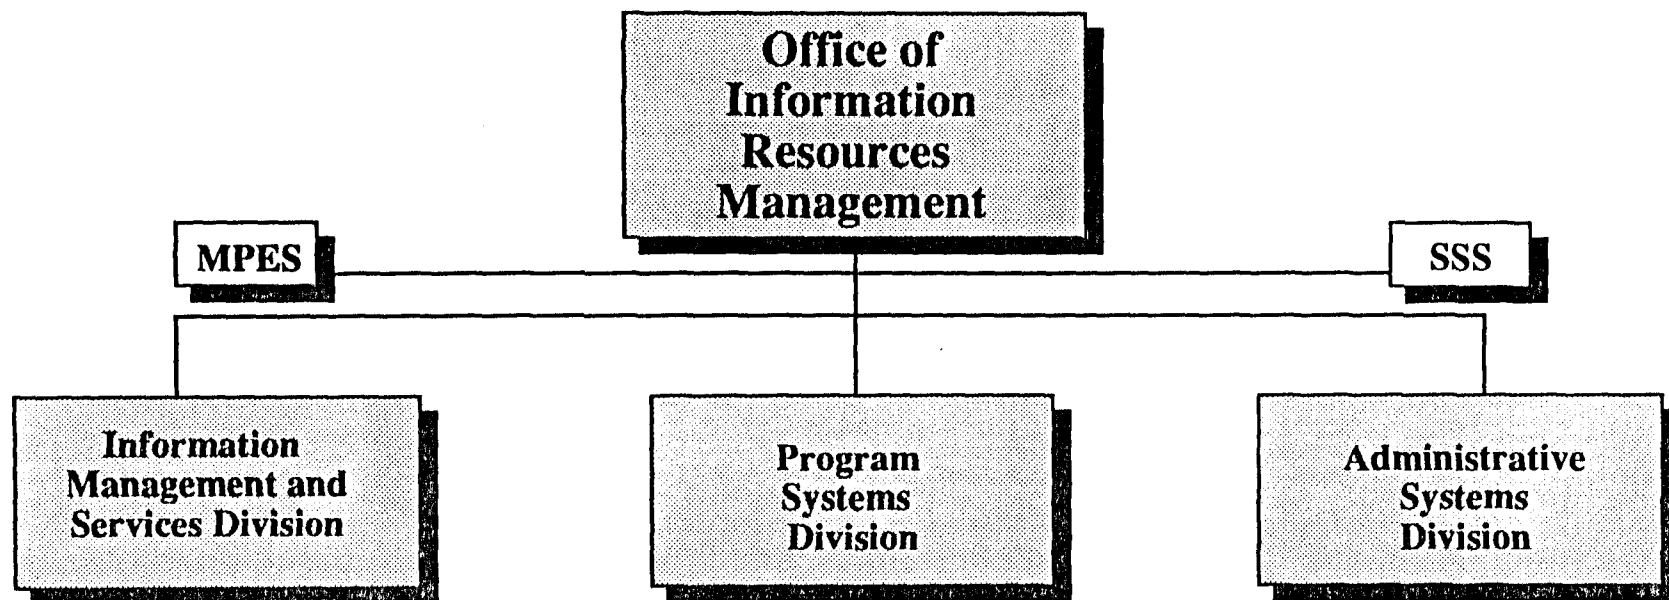 Office of
Information
Resources
Management
MPES
SSS
Information
Management and
Services Division
Program
Systems
Division
Administrative
Systems
Division